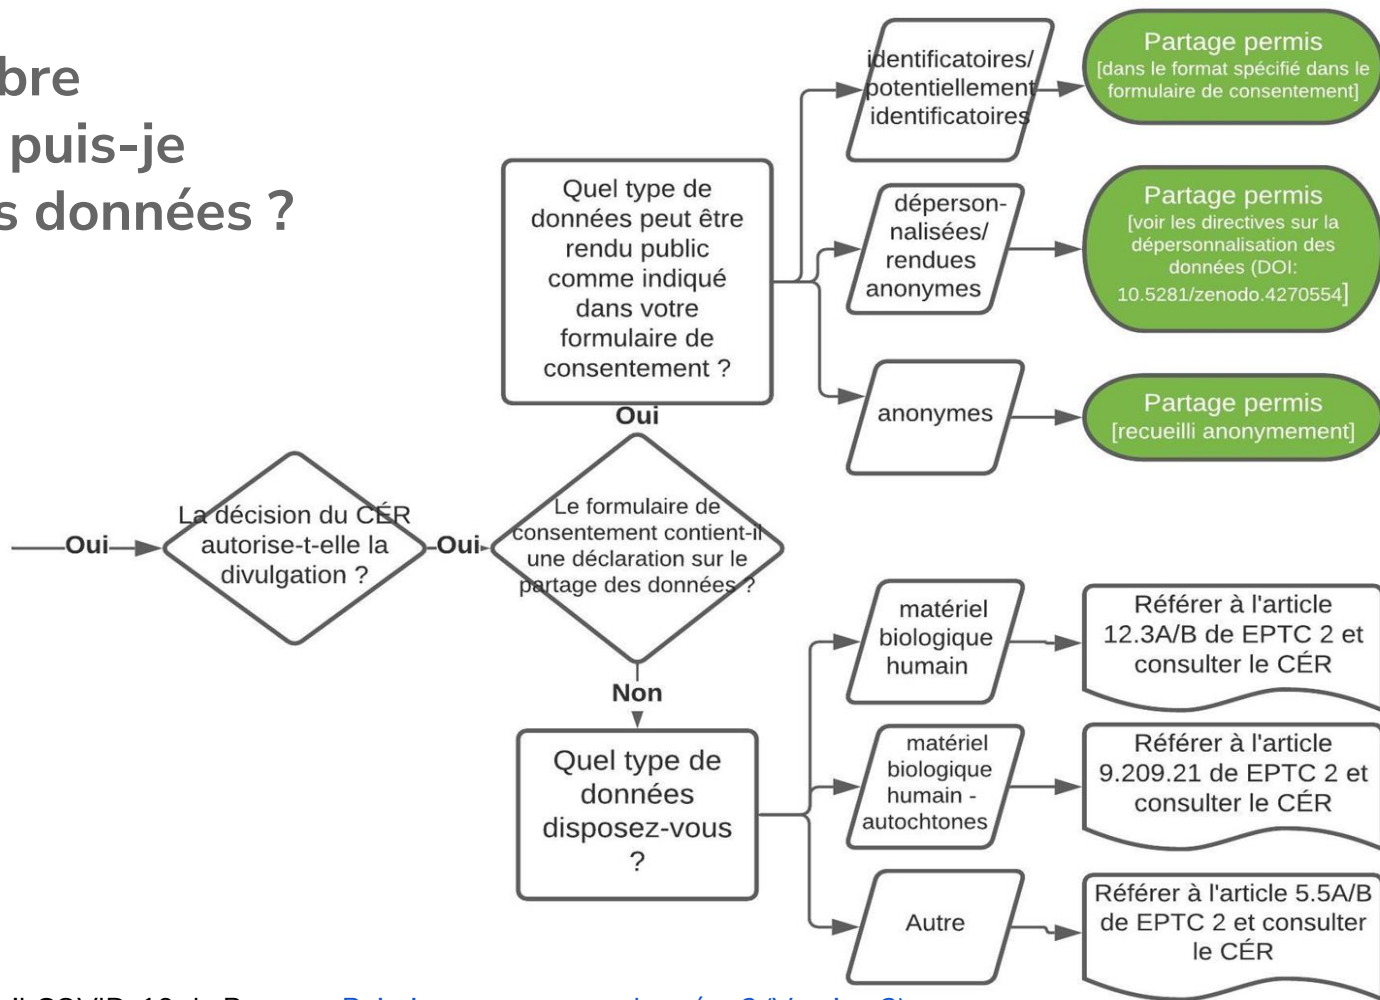 bre
puis-je
s données ?
identificatoires/
potentiellement
identificatoires
Partage permis
[dans le format spécifié dans le
formulaire de consentement]
Quel type de
données peut être
rendu public
comme indiqué
dans votre
formulaire de
consentement ?
déperson-
nalisées/
rendues
anonymes
Partage permis
[voir les directives sur la
dépersonnalisation des
données (DOI:
10.5281/zenodo.4270554]
anonymes
Partage permis
[recueilli anonymement]
Oui
Oui
La décision du CÉR
autorise-t-elle la
divulgation ?
Oui
Le formulaire de
consentement contient-il
une déclaration sur le
partage des données ?
Non
Quel type de
données
disposez-vous
?
matériel
biologique
humain
Référer à l'article
12.3A/B de EPTC 2 et
consulter le CÉR
matériel
biologique
humain -
autochtones
Référer à l'article
9.209.21 de EPTC 2 et
consulter le CÉR
Autre
Référer à l'article 5.5A/B
de EPTC 2 et consulter
le CÉR